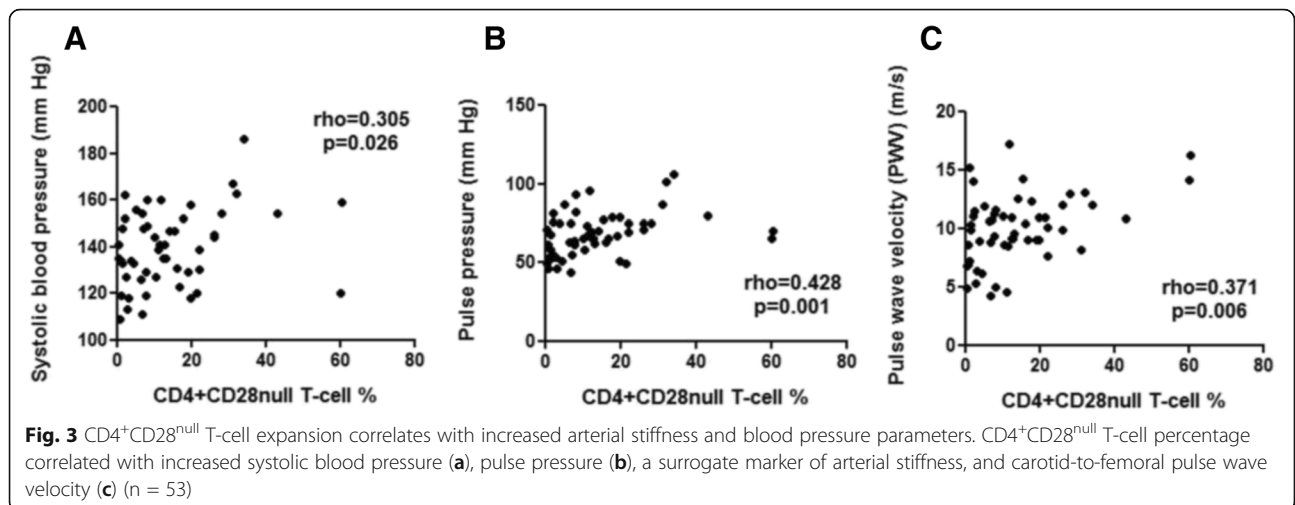 A
B
C
Systolic blood pressure (mm Hg)
200
180
160
140
120
100
rho=0.305
p=0.026
0
20
40
60
80
CD4+CD28null T-cell %
Pulse pressure (mm Hg)
150
100
50
0
rho=0.428
p=0.001
0
20
40
60
80
CD4+CD28null T-cell %
Pulse wave velocity (PWV) (m/s)
20
15
10
5
0
rho=0.371
p=0.006
0
20
40
60
80
CD4+CD28null T-cell %
Fig. 3 CD4⁺CD28ⁿᵘˡˡ T-cell expansion correlates with increased arterial stiffness and blood pressure parameters. CD4⁺CD28ⁿᵘˡˡ T-cell percentage
correlated with increased systolic blood pressure (a), pulse pressure (b), a surrogate marker of arterial stiffness, and carotid-to-femoral pulse wave
velocity (c) (n = 53)